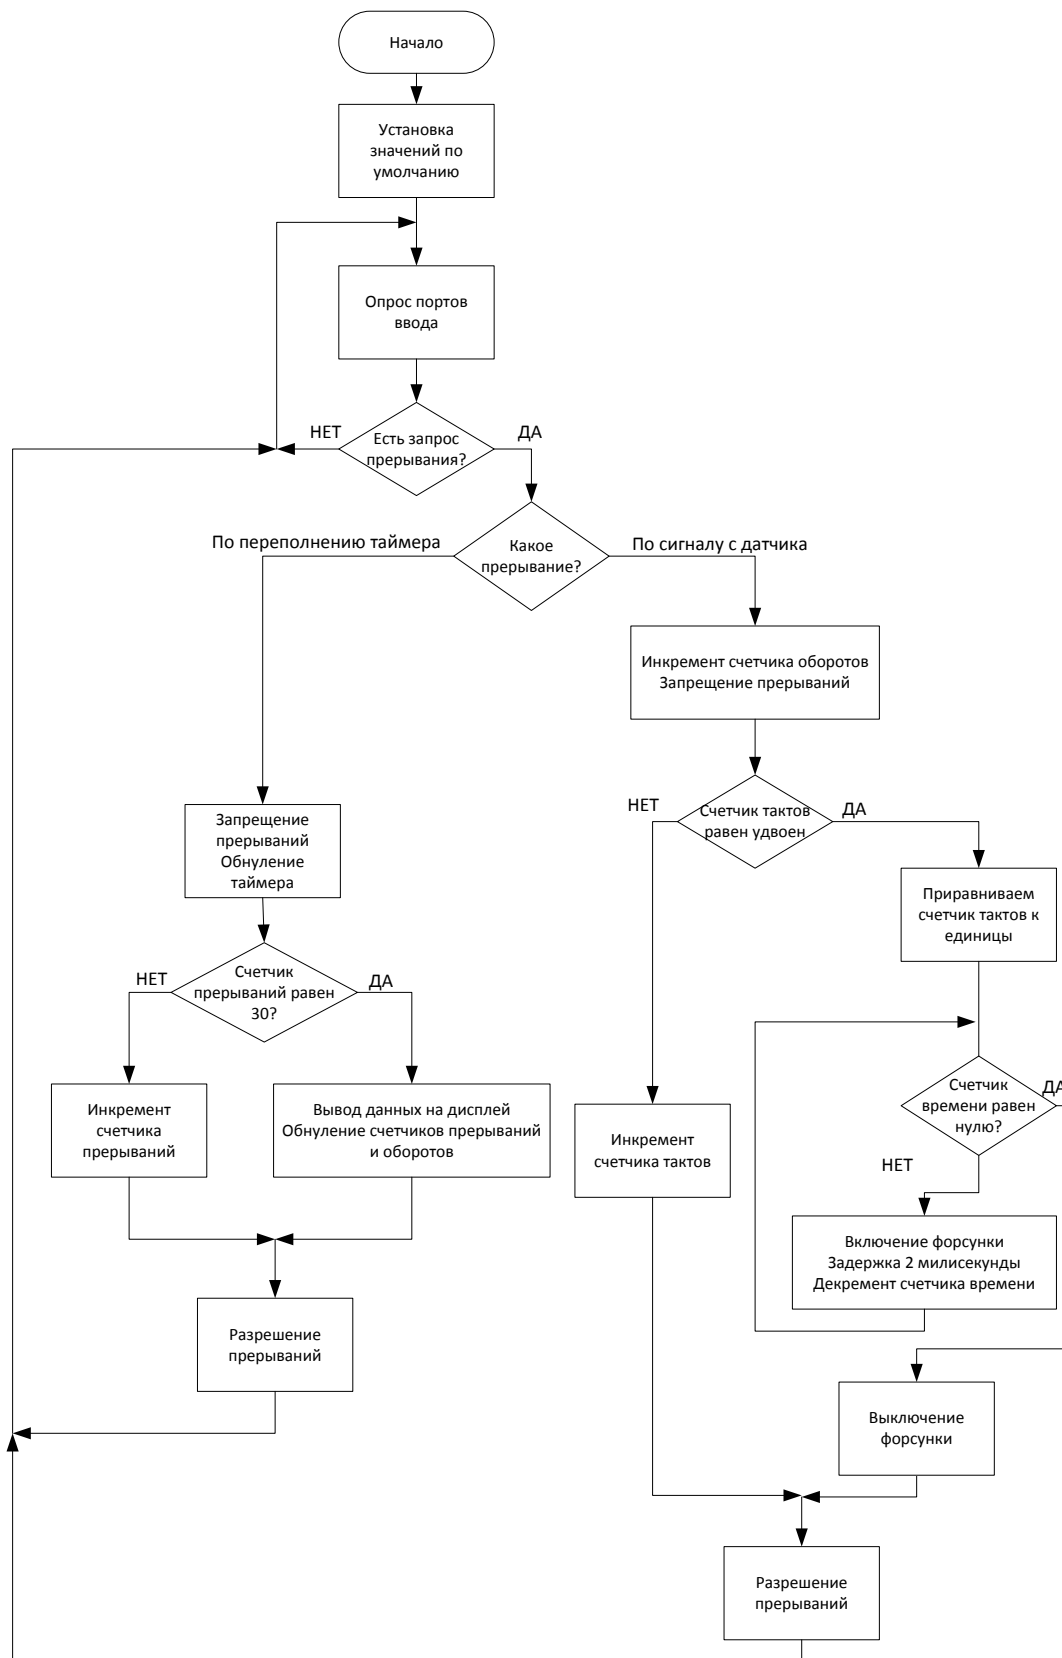 Начало
Установка
значений по
умолчанию
Опрос портов
ввода
НЕТ
Есть запрос
прерывания?
ДА
По переполнению таймера
Какое
прерывание?
По сигналу с датчика
Инкремент счетчика оборотов
Запрещение прерываний
НЕТ
Счетчик тактов
равен удвоен
ДА
Запрещение
прерываний
Обнуление
таймера
Приравниваем
счетчик тактов к
единицы
НЕТ
Счетчик
прерываний равен
30?
ДА
Счетчик
времени равен
нулю?
ДА
НЕТ
Инкремент
счетчика
прерываний
Вывод данных на дисплей
Обнуление счетчиков прерываний
и оборотов
Инкремент
счетчика тактов
Включение форсунки
Задержка 2 милисекунды
Декремент счетчика времени
Разрешение
прерываний
Выключение
форсунки
Разрешение
прерываний